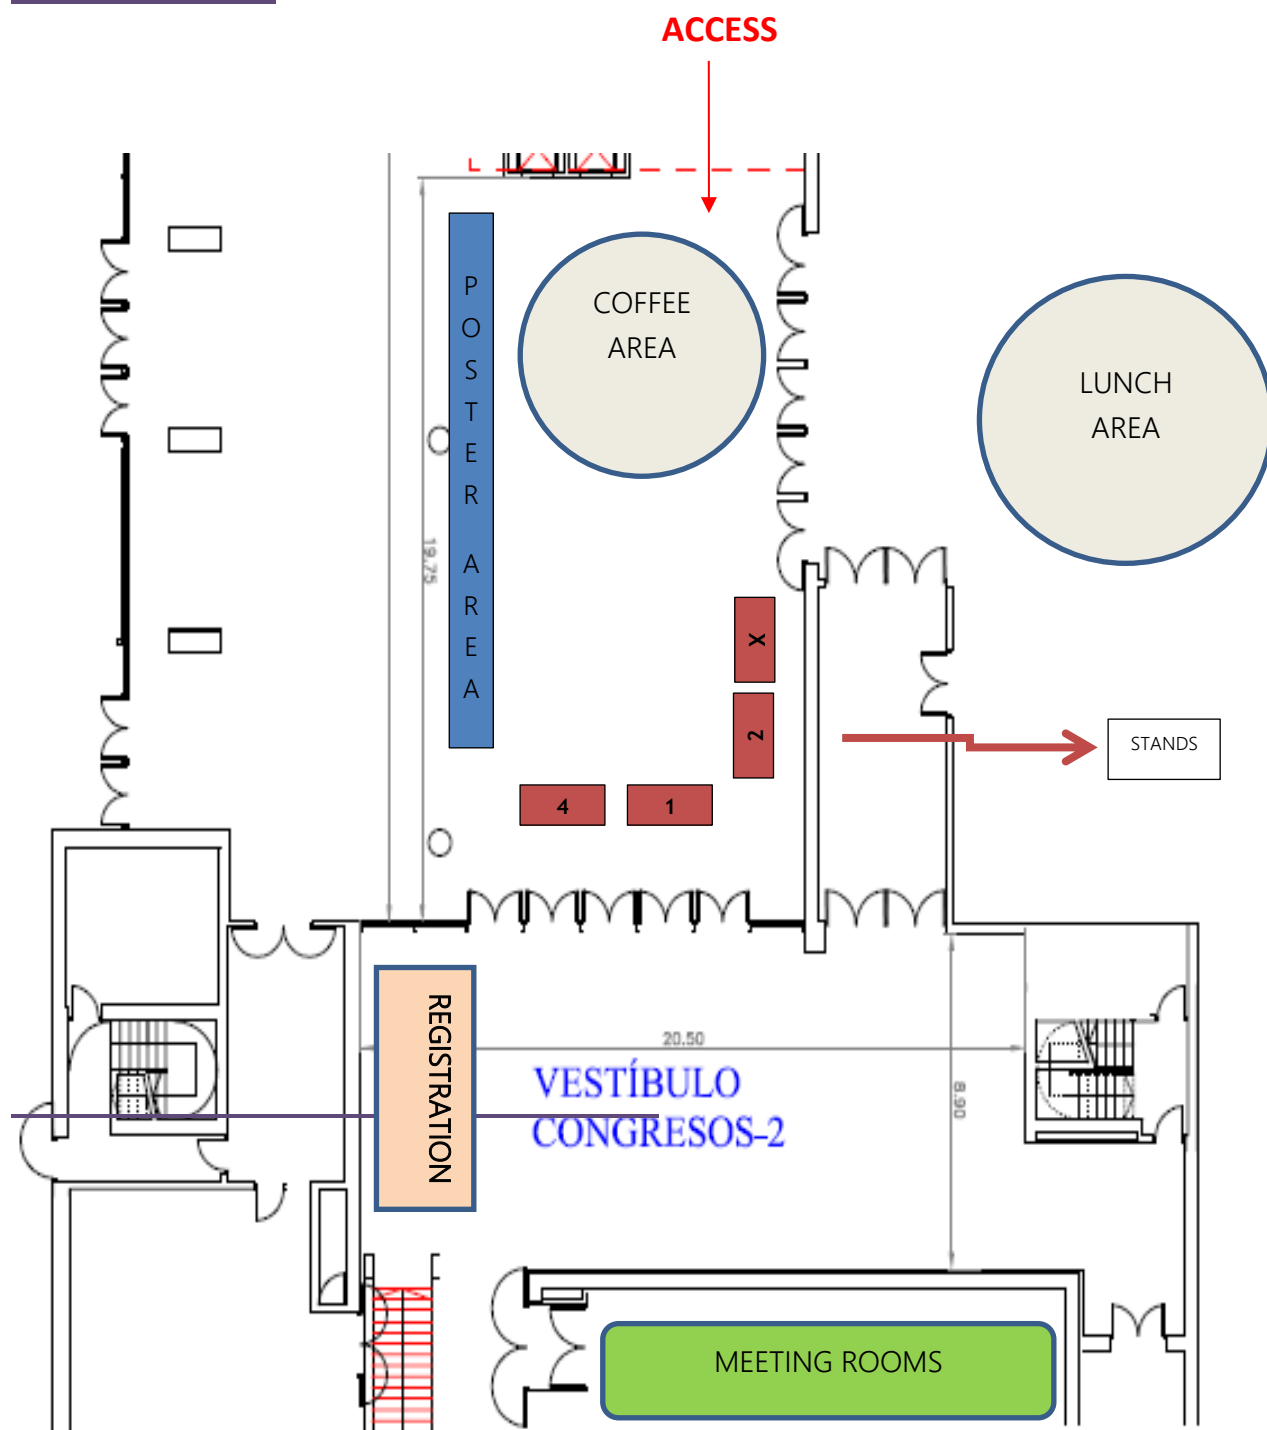 ACCESS
POSTER AREA
COFFEE
AREA
LUNCH
AREA
19.75
X
2
STANDS
4
1
REGISTRATION
20.50
VESTÍBULO
CONGRESOS-2
8.90
MEETING ROOMS